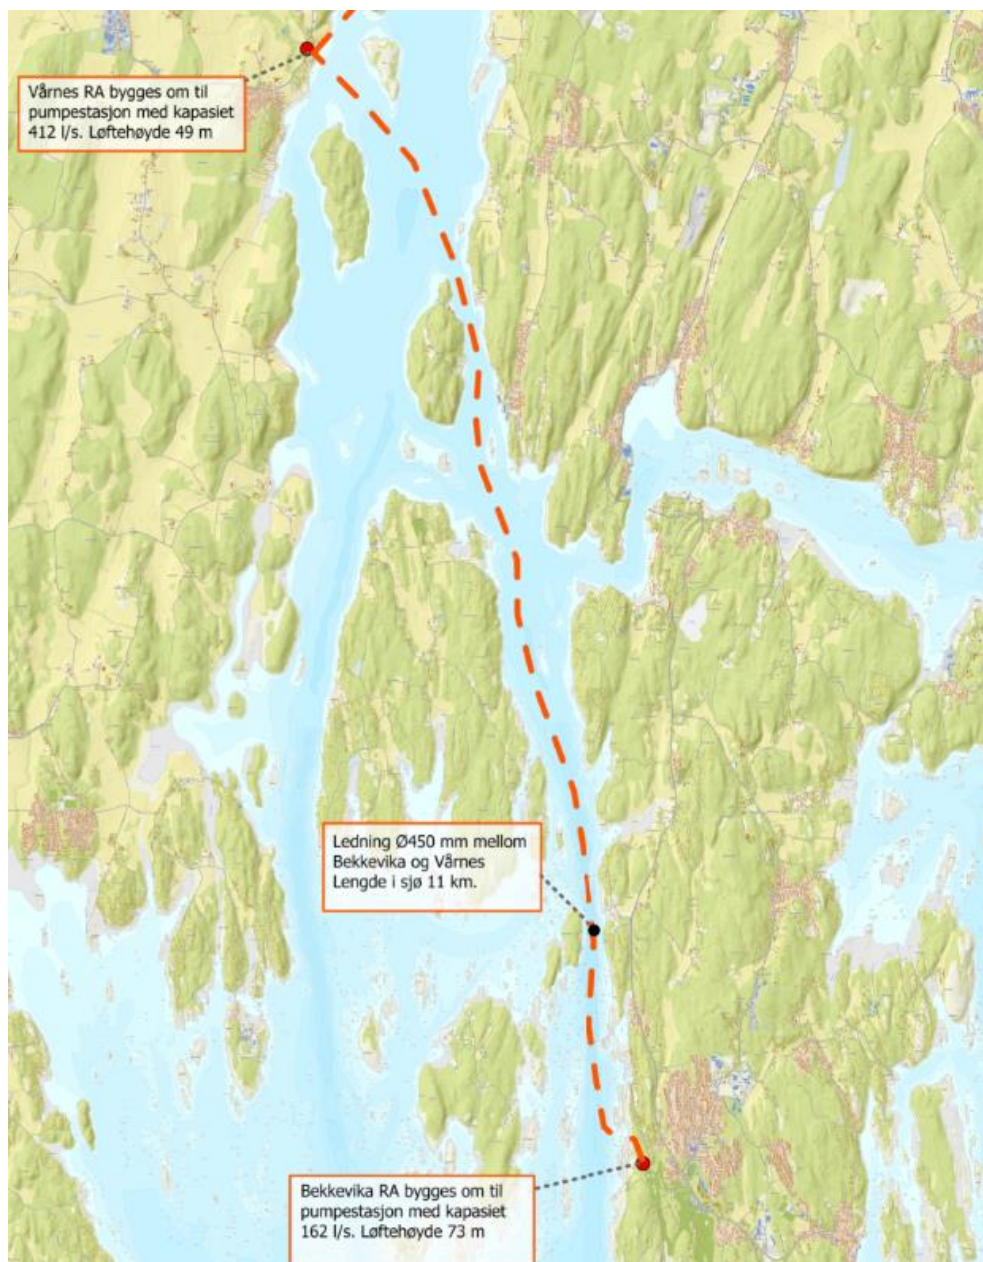 Vårnes RA bygges om til
pumpestasjon med kapasiet
412 l/s. Løftehøyde 49 m
Ledning Ø450 mm mellom
Bekkevika og Vårnes
Lengde i sjø 11 km.
Bekkevika RA bygges om til
pumpestasjon med kapasiet
162 l/s. Løftehøyde 73 m